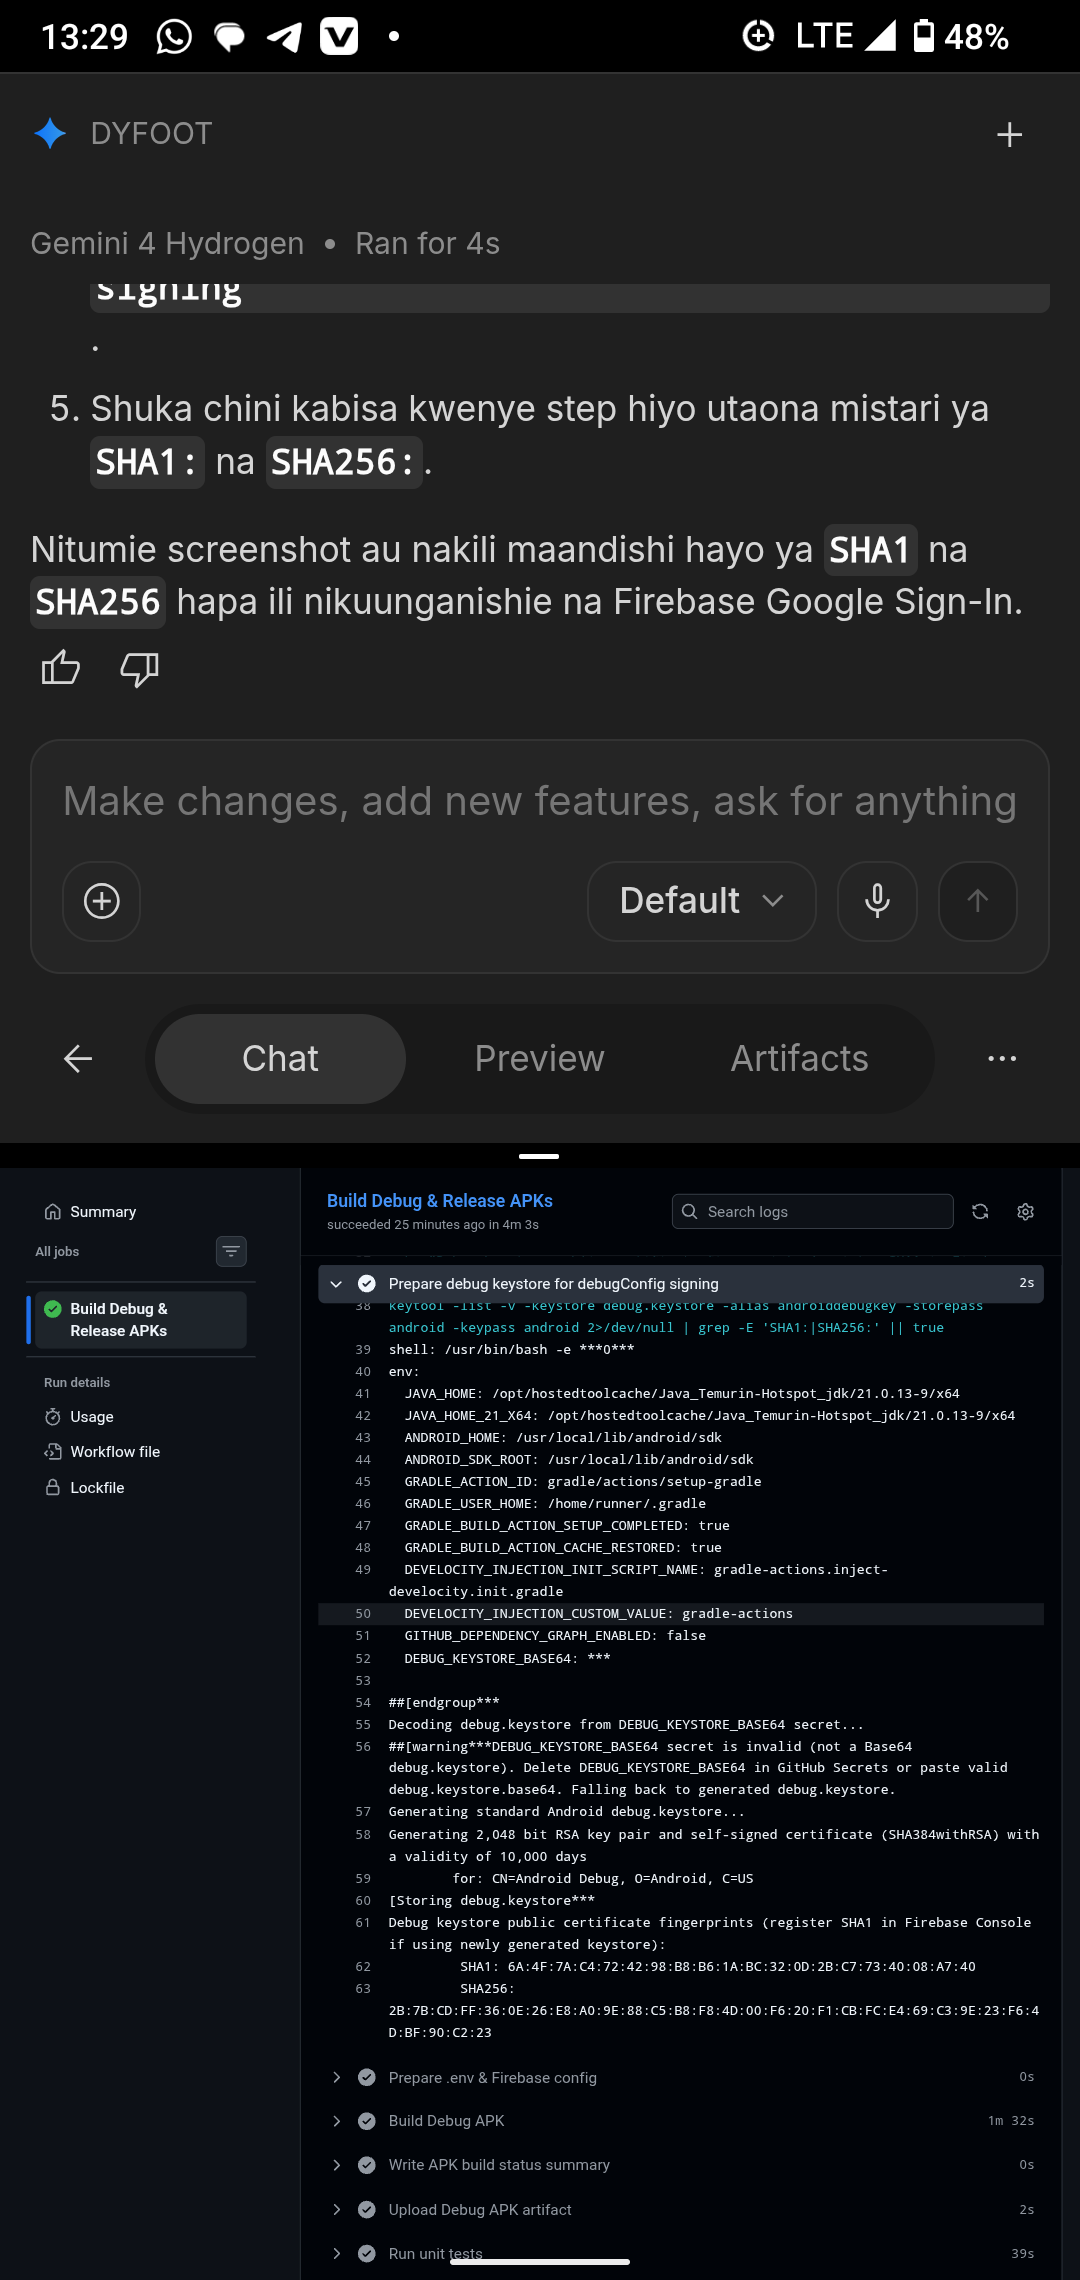 13:29
LTE 48%
DYFOOT
Gemini 4 Hydrogen • Ran for 4s
signing
.
5. Shuka chini kabisa kwenye step hiyo utaona mistari ya
SHA1: na SHA256:.
Nitumie screenshot au nakili maandishi hayo ya SHA1 na
SHA256 hapa ili nikuunganishie na Firebase Google Sign-In.
Make changes, add new features, ask for anything
Default
Chat Preview Artifacts
Summary
All jobs
Build Debug &
Release APKs
Run details
Usage
Workflow file
Lockfile
Build Debug & Release APKs
succeeded 25 minutes ago in 4m 3s
Search logs
Prepare debug keystore for debugConfig signing 2s
38 keytool -list -v -keystore debug.keystore -alias androiddebugkey -storepass
android -keypass android 2>/dev/null | grep -E 'SHA1:|SHA256:' || true
39 shell: /usr/bin/bash -e ***0***
40 env:
41 JAVA_HOME: /opt/hostedtoolcache/Java_Temurin-Hotspot_jdk/21.0.13-9/x64
42 JAVA_HOME_21_X64: /opt/hostedtoolcache/Java_Temurin-Hotspot_jdk/21.0.13-9/x64
43 ANDROID_HOME: /usr/local/lib/android/sdk
44 ANDROID_SDK_ROOT: /usr/local/lib/android/sdk
45 GRADLE_ACTION_ID: gradle/actions/setup-gradle
46 GRADLE_USER_HOME: /home/runner/.gradle
47 GRADLE_BUILD_ACTION_SETUP_COMPLETED: true
48 GRADLE_BUILD_ACTION_CACHE_RESTORED: true
49 DEVELOCITY_INJECTION_INIT_SCRIPT_NAME: gradle-actions.inject-
develocity.init.gradle
50 DEVELOCITY_INJECTION_CUSTOM_VALUE: gradle-actions
51 GITHUB_DEPENDENCY_GRAPH_ENABLED: false
52 DEBUG_KEYSTORE_BASE64: ***
53
54 ##[endgroup***
55 Decoding debug.keystore from DEBUG_KEYSTORE_BASE64 secret...
56 ##[warning***DEBUG_KEYSTORE_BASE64 secret is invalid (not a Base64
debug.keystore). Delete DEBUG_KEYSTORE_BASE64 in GitHub Secrets or paste valid
debug.keystore.base64. Falling back to generated debug.keystore.
57 Generating standard Android debug.keystore...
58 Generating 2,048 bit RSA key pair and self-signed certificate (SHA384withRSA) with
a validity of 10,000 days
59 for: CN=Android Debug, O=Android, C=US
60 [Storing debug.keystore***
61 Debug keystore public certificate fingerprints (register SHA1 in Firebase Console
if using newly generated keystore):
62 SHA1: 6A:4F:7A:C4:72:42:98:B8:B6:1A:BC:32:0D:2B:C7:73:40:08:A7:40
63 SHA256:
2B:7B:CD:FF:36:0E:26:E8:A0:9E:88:C5:B8:F8:4D:00:F6:20:F1:CB:FC:E4:69:C3:9E:23:F6:4
D:BF:90:C2:23
Prepare .env & Firebase config 0s
Build Debug APK 1m 32s
Write APK build status summary 0s
Upload Debug APK artifact 2s
Run unit tests 39s